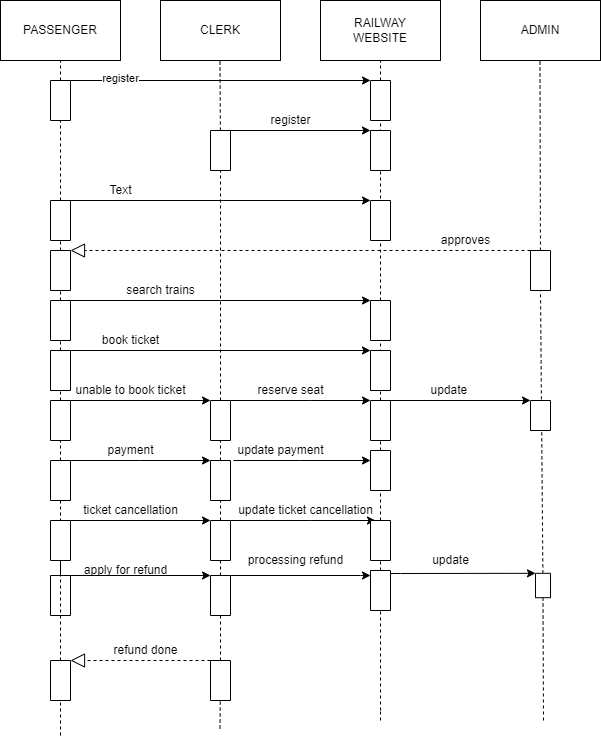 PASSENGER
CLERK
RAILWAY
WEBSITE
ADMIN
register
register
Text
approves
search trains
book ticket
unable to book ticket
reserve seat
update
payment
update payment
ticket cancellation
update ticket cancellation
apply for refund
processing refund
update
refund done